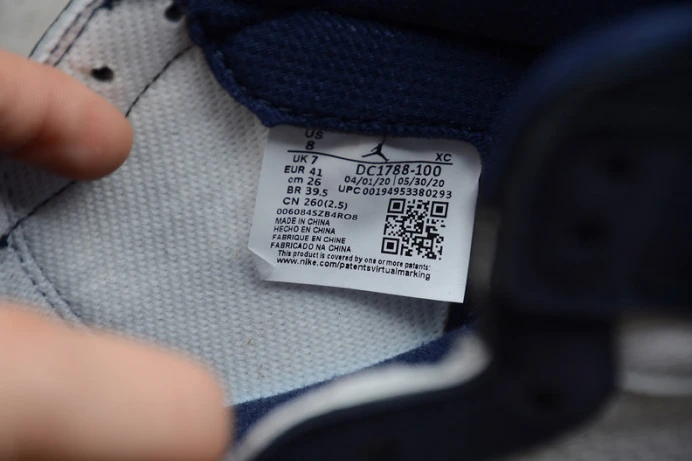 US
8
XC
UK 7
DC1788-100
EUR 41
04/01/20 | 05/30/20
cm 26
UPC 00194953380293
BR 39.5
CN 260(2.5)
006084SZB4RO8
MADE IN CHINA
HECHO EN CHINA
FABRIQUE EN CHINE
FABRICADO NA CHINA
This product is covered by one or more patents:
www.nike.com/patentsvirtualmarking